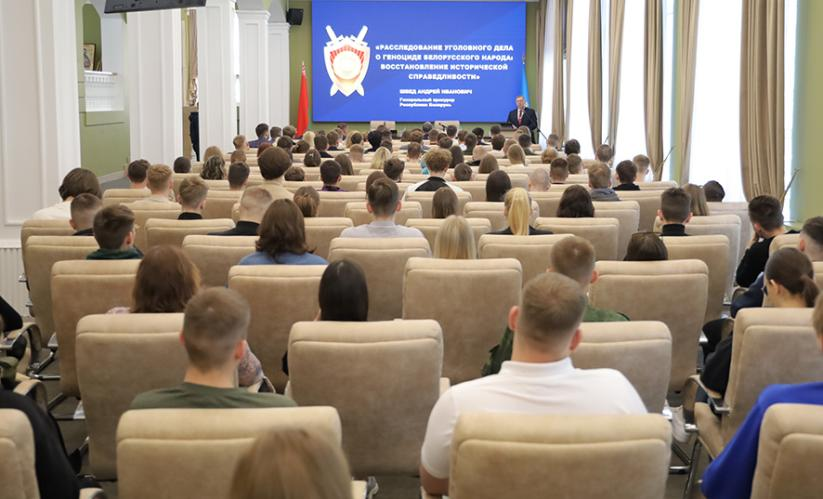 «РАССЛЕДОВАНИЕ УГОЛОВНОГО ДЕЛА
О ГЕНОЦИДЕ БЕЛОРУССКОГО НАРОДА:
ВОССТАНОВЛЕНИЕ ИСТОРИЧЕСКОЙ
СПРАВЕДЛИВОСТИ»
ШВЕД АНДРЕЙ ИВАНОВИЧ
Генеральный прокурор
Республики Беларусь